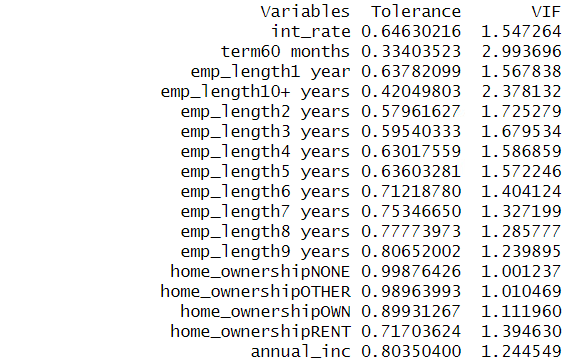 Variables Tolerance VIF
int_rate 0.64630216 1.547264
term60 months 0.33403523 2.993696
emp_length1 year 0.63782099 1.567838
emp_length10+ years 0.42049803 2.378132
emp_length2 years 0.57961627 1.725279
emp_length3 years 0.59540333 1.679534
emp_length4 years 0.63017559 1.586859
emp_length5 years 0.63603281 1.572246
emp_length6 years 0.71218780 1.404124
emp_length7 years 0.75346650 1.327199
emp_length8 years 0.77773973 1.285777
emp_length9 years 0.80652002 1.239895
home_ownershipNONE 0.99876426 1.001237
home_ownershipOTHER 0.98963993 1.010469
home_ownershipOWN 0.89931267 1.111960
home_ownershipRENT 0.71703624 1.394630
annual_inc 0.80350400 1.244549